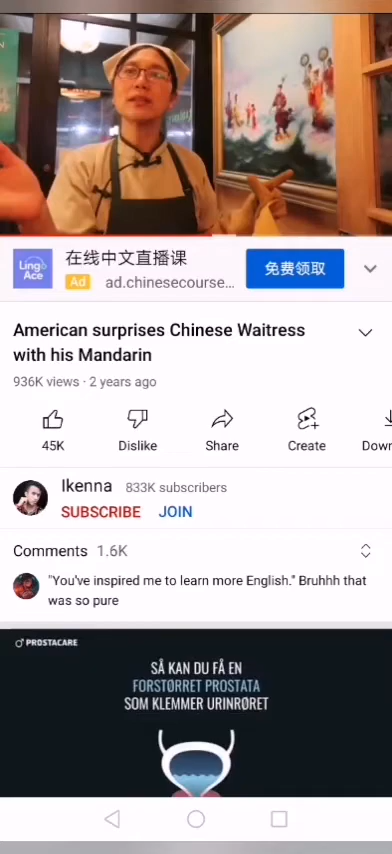 Ling
Ace
在线中文直播课
Ad ad.chinesecourse...
免费领取
American surprises Chinese Waitress
with his Mandarin
936K views · 2 years ago
45K Dislike Share Create Down
Ikenna 833K subscribers
SUBSCRIBE JOIN
Comments 1.6K
"You've inspired me to learn more English." Bruhhh that
was so pure
PROSTACARE
SÅ KAN DU FÅ EN
FORSTØRRET PROSTATA
SOM KLEMMER URINRØRET